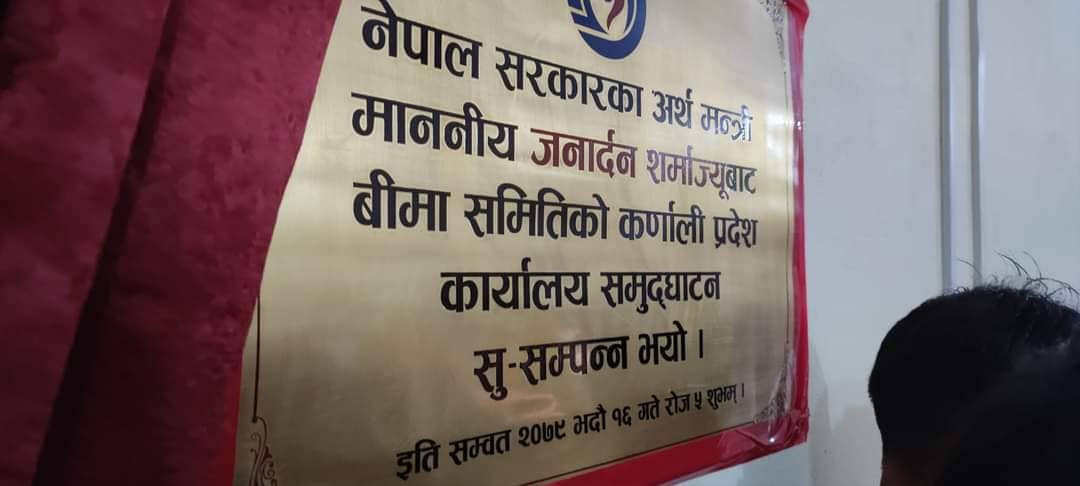 नेपाल सरकारका अर्थ मन्त्री
माननीय जनार्दन शर्माज्यूबाट
बीमा समितिको कर्णाली प्रदेश
कार्यालय समुद्घाटन
सु-सम्पन्न भयो ।
इति सम्वत २०७९ भदौ १६ गते रोज ५ शुभम् ।